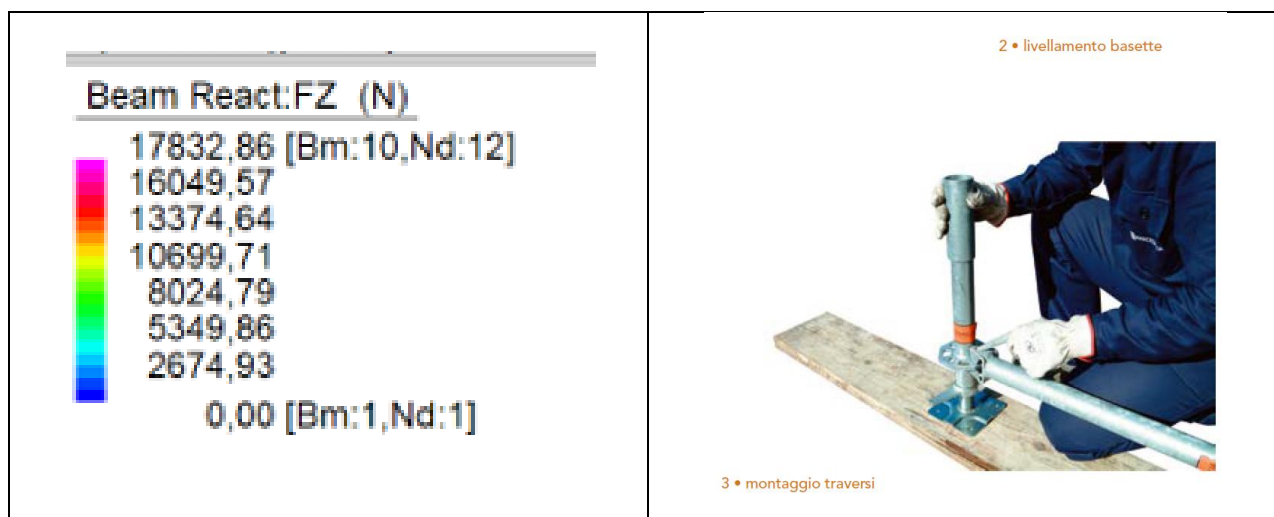 Beam React:FZ (N)
17832,86 [Bm:10,Nd:12]
16049,57
13374,64
10699,71
8024,79
5349,86
2674,93
0,00 [Bm:1,Nd:1]
2 • livellamento basette
3 • montaggio traversi